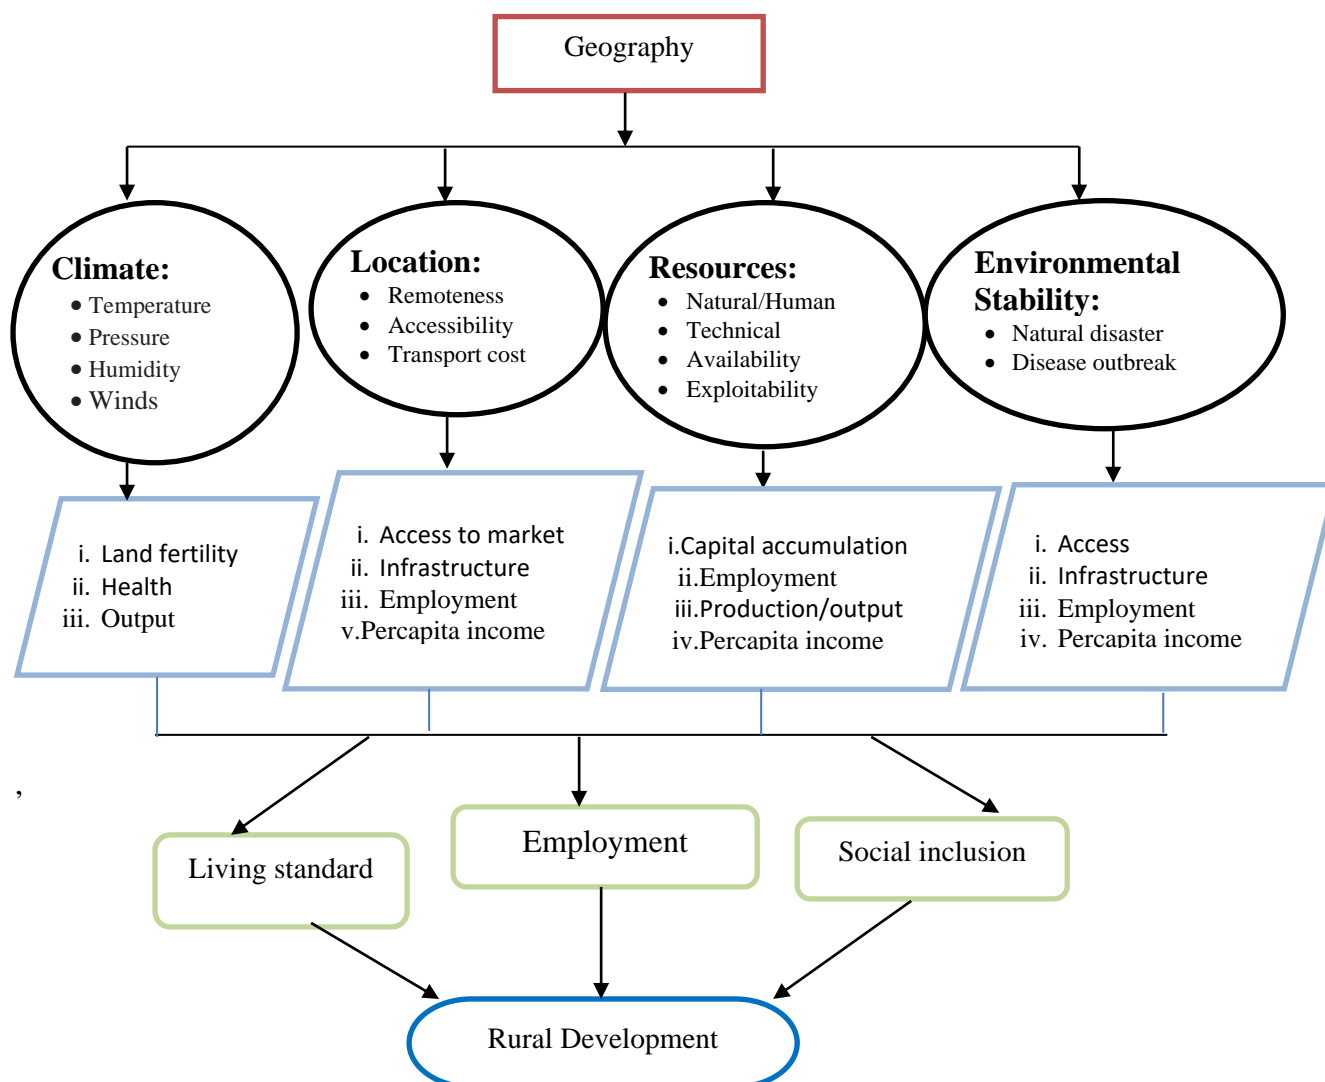 Geography
Climate:
• Temperature
• Pressure
• Humidity
• Winds
Location:
• Remoteness
• Accessibility
• Transport cost
Resources:
• Natural/Human
• Technical
• Availability
• Exploitability
Environmental
Stability:
• Natural disaster
• Disease outbreak
i. Land fertility
ii. Health
iii. Output
i. Access to market
ii. Infrastructure
iii. Employment
v.Percapita income
i.Capital accumulation
ii.Employment
iii.Production/output
iv.Percapita income
i. Access
ii. Infrastructure
iii. Employment
iv. Percapita income
,
Living standard
Employment
Social inclusion
Rural Development